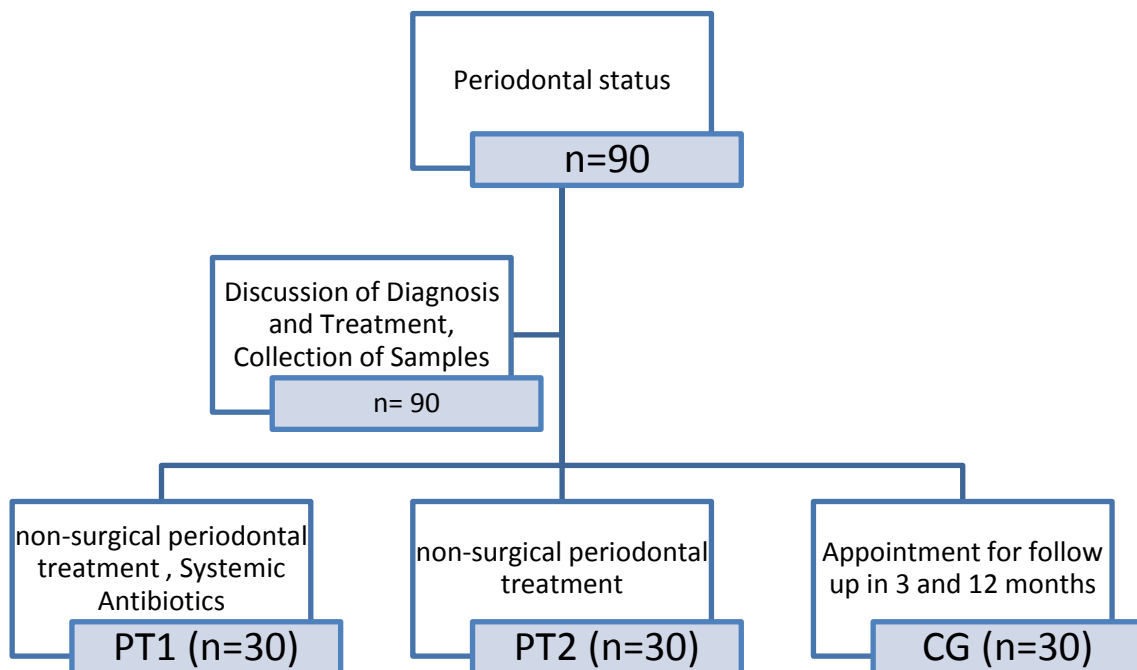 Periodontal status
n=90
Discussion of Diagnosis
and Treatment,
Collection of Samples
n= 90
non-surgical periodontal
treatment , Systemic
Antibiotics
PT1 (n=30)
non-surgical periodontal
treatment
PT2 (n=30)
Appointment for follow
up in 3 and 12 months
CG (n=30)